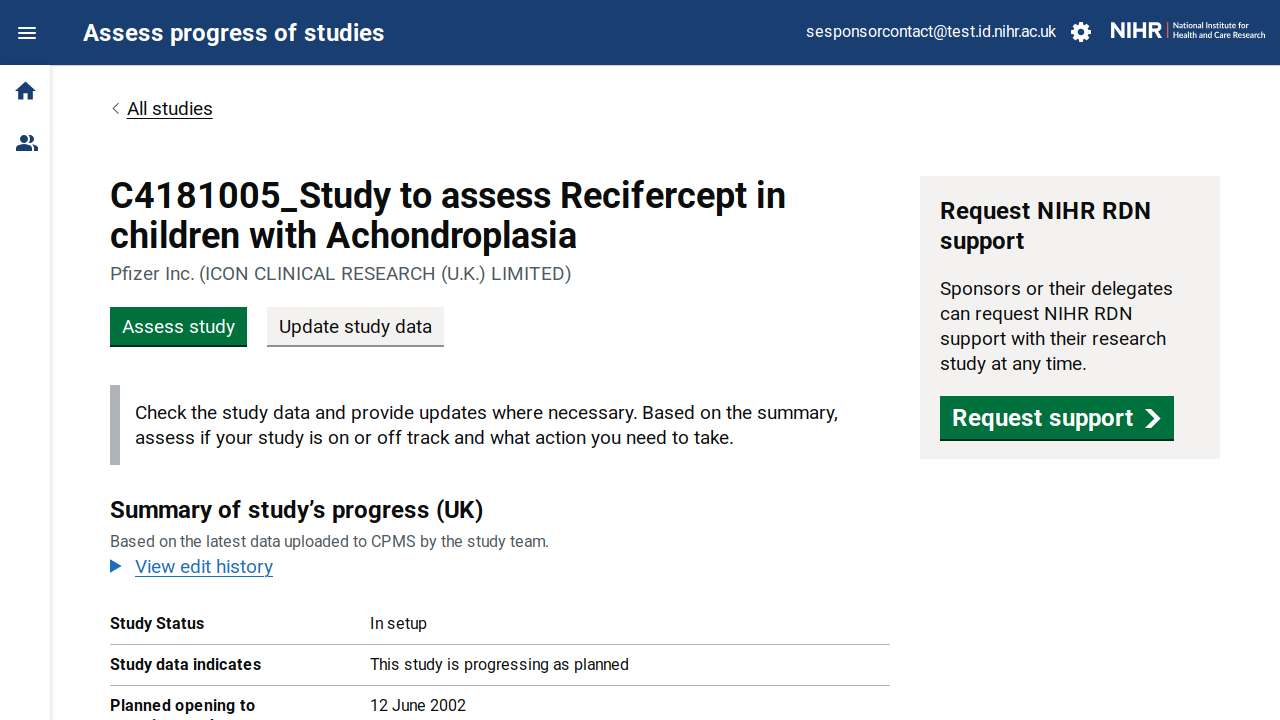 Assess progress of studies
sesponsorcontact@test.id.nihr.ac.uk
NIHR
National Institute for
Health and Care Research
All studies
C4181005_Study to assess Recifercept in
children with Achondroplasia
Pfizer Inc. (ICON CLINICAL RESEARCH (U.K.) LIMITED)
Assess study
Update study data
Check the study data and provide updates where necessary. Based on the summary,
assess if your study is on or off track and what action you need to take.
Summary of study’s progress (UK)
Based on the latest data uploaded to CPMS by the study team.
View edit history
Study Status
In setup
Study data indicates
This study is progressing as planned
Planned opening to
12 June 2002
Request NIHR RDN
support
Sponsors or their delegates
can request NIHR RDN
support with their research
study at any time.
Request support